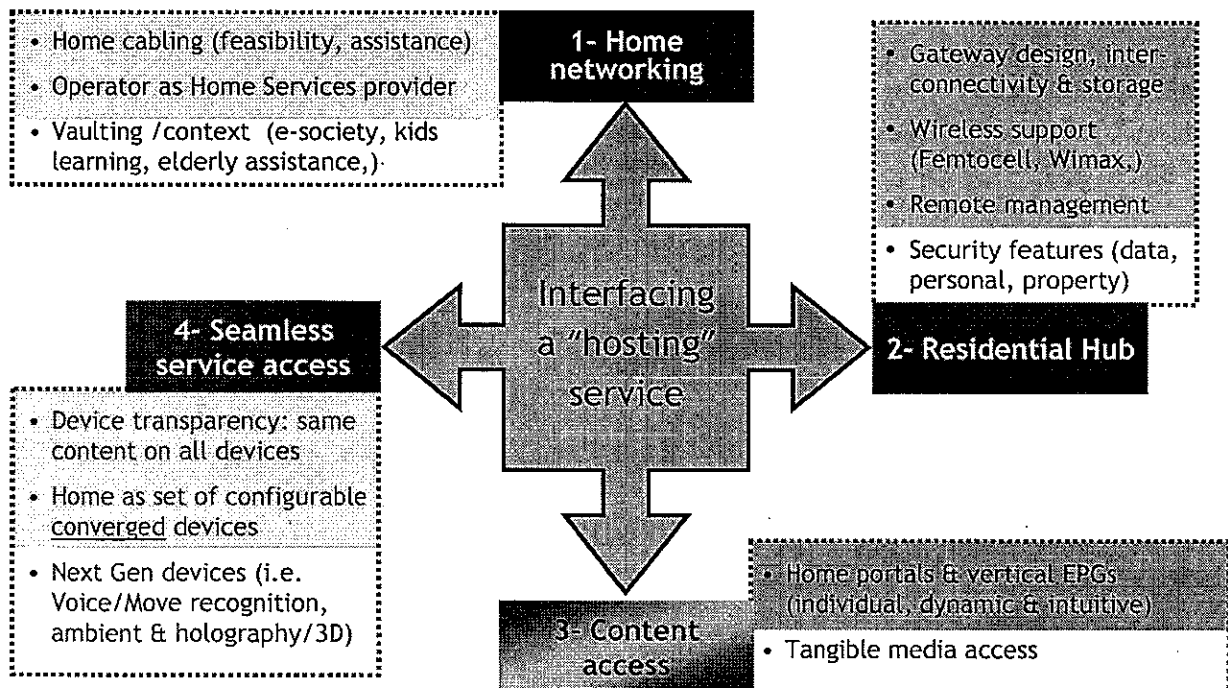 • Home cabling (feasibility, assistance)
• Operator as Home Services provider
• Vaulting /context (e-society, kids
learning, elderly assistance,)
1- Home
networking
• Gateway design, inter-
connectivity & storage
• Wireless support
(Femtocell, Wimax,)
• Remote management
• Security features (data,
personal, property)
2- Residential Hub
Interfacing
a "hosting"
service
4- Seamless
service access
• Device transparency: same
content on all devices
• Home as set of configurable
converged devices
• Next Gen devices (i.e.
Voice/Move recognition,
ambient & holography/3D)
3- Content
access
• Home portals & vertical EPGs
(individual, dynamic & intuitive)
• Tangible media access